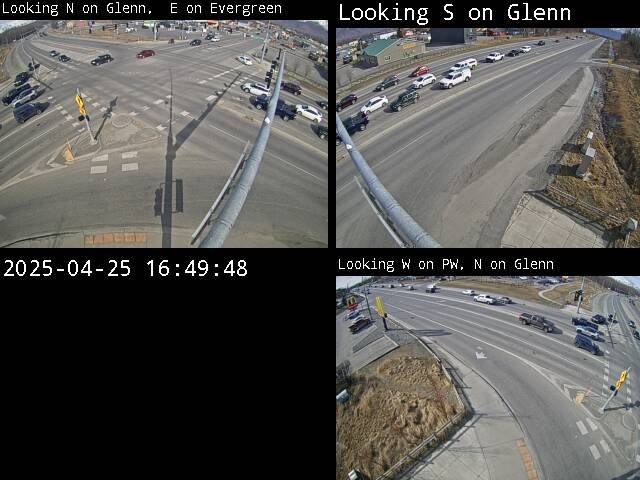 Looking N on Glenn,  E on Evergreen
Looking S on Glenn
2025-04-25 16:49:48
Looking W on PW, N on Glenn